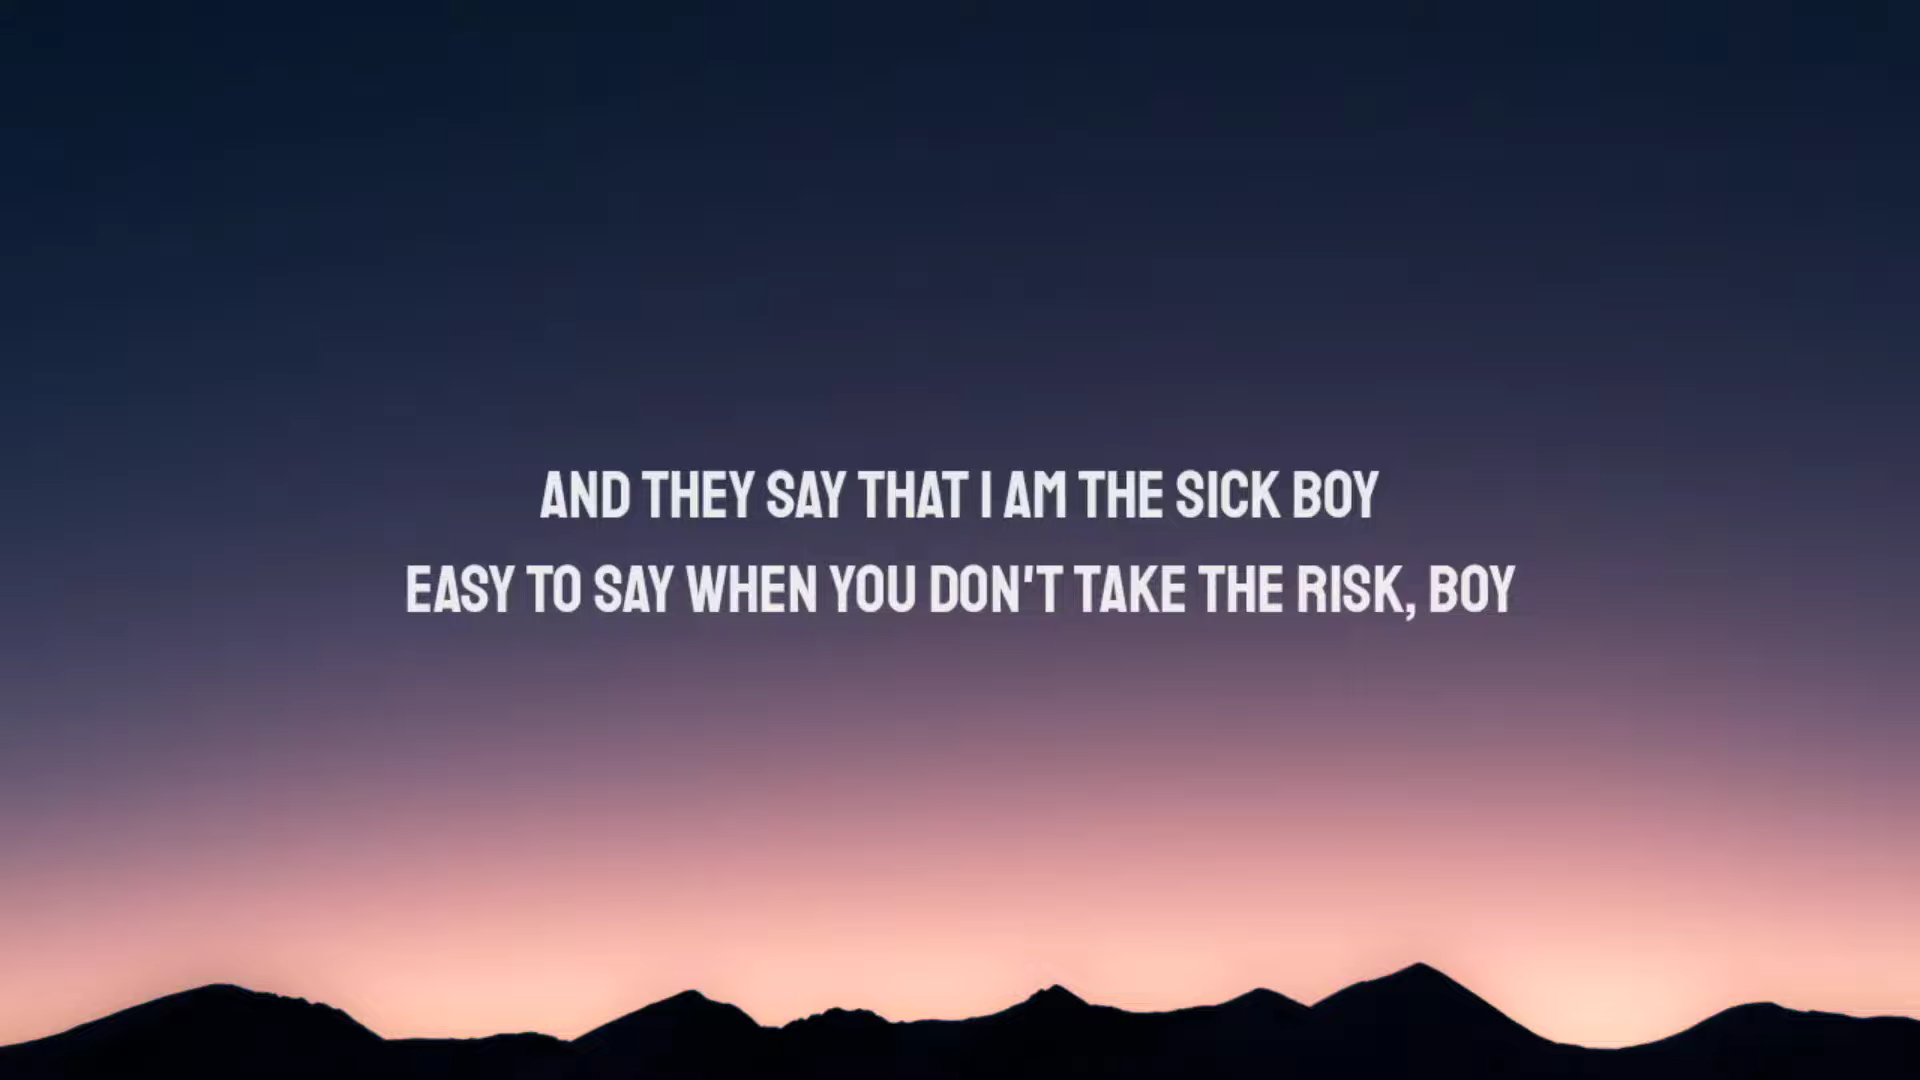 AND THEY SAY THAT I AM THE SICK BOY
EASY TO SAY WHEN YOU DON'T TAKE THE RISK, BOY